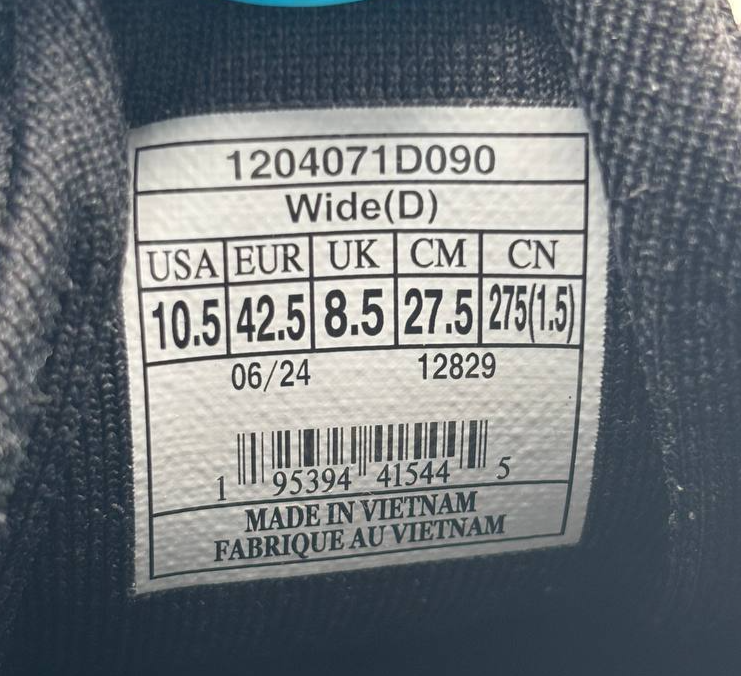 1204071D090
Wide(D)
USA EUR UK CM CN
10.5 42.5 8.5 27.5 275(1.5)
06/24 12829
1 95394 41544 5
MADE IN VIETNAM
FABRIQUE AU VIETNAM